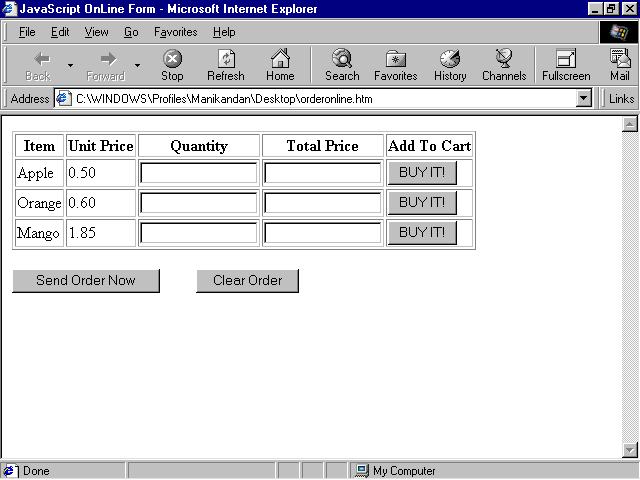 JavaScript OnLine Form - Microsoft Internet Explorer
File Edit View Go Favorites Help
Back Forward Stop Refresh Home Search Favorites History Channels Fullscreen Mail
Address C:\WINDOWS\Profiles\Manikandan\Desktop\orderonline.htm Links
Item Unit Price Quantity Total Price Add To Cart
Apple 0.50 BUY IT!
Orange 0.60 BUY IT!
Mango 1.85 BUY IT!
Send Order Now Clear Order
Done My Computer